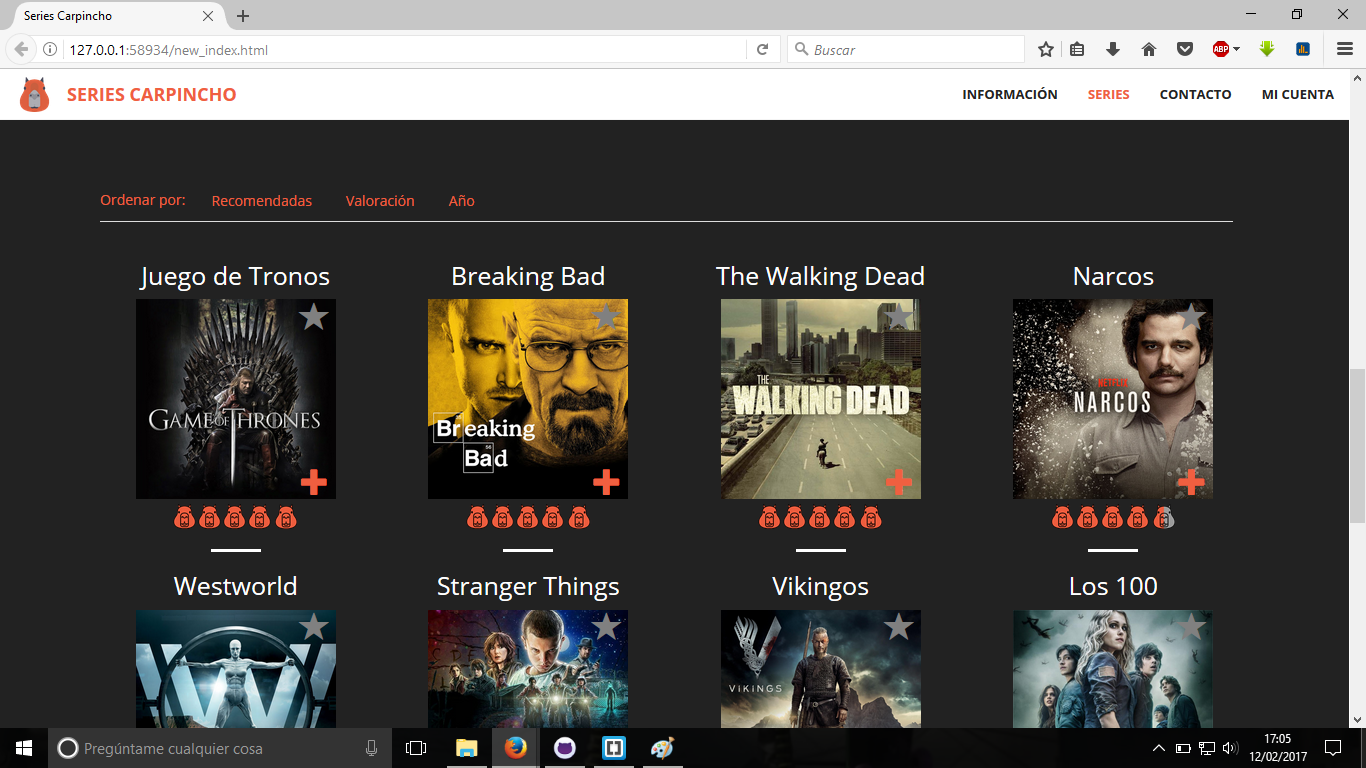 Series Carpincho
127.0.0.1:58934/new_index.html
Buscar
ABP
SERIES CARPINCHO
INFORMACIÓN SERIES CONTACTO MI CUENTA
Ordenar por: Recomendadas Valoración Año
Juego de Tronos Breaking Bad The Walking Dead Narcos
GAME OF THRONES
Breaking
Bad
THE
WALKING DEAD
NETFLIX
NARCOS
Westworld Stranger Things Vikingos Los 100
W
VIKINGS
Pregúntame cualquier cosa
17:05
12/02/2017